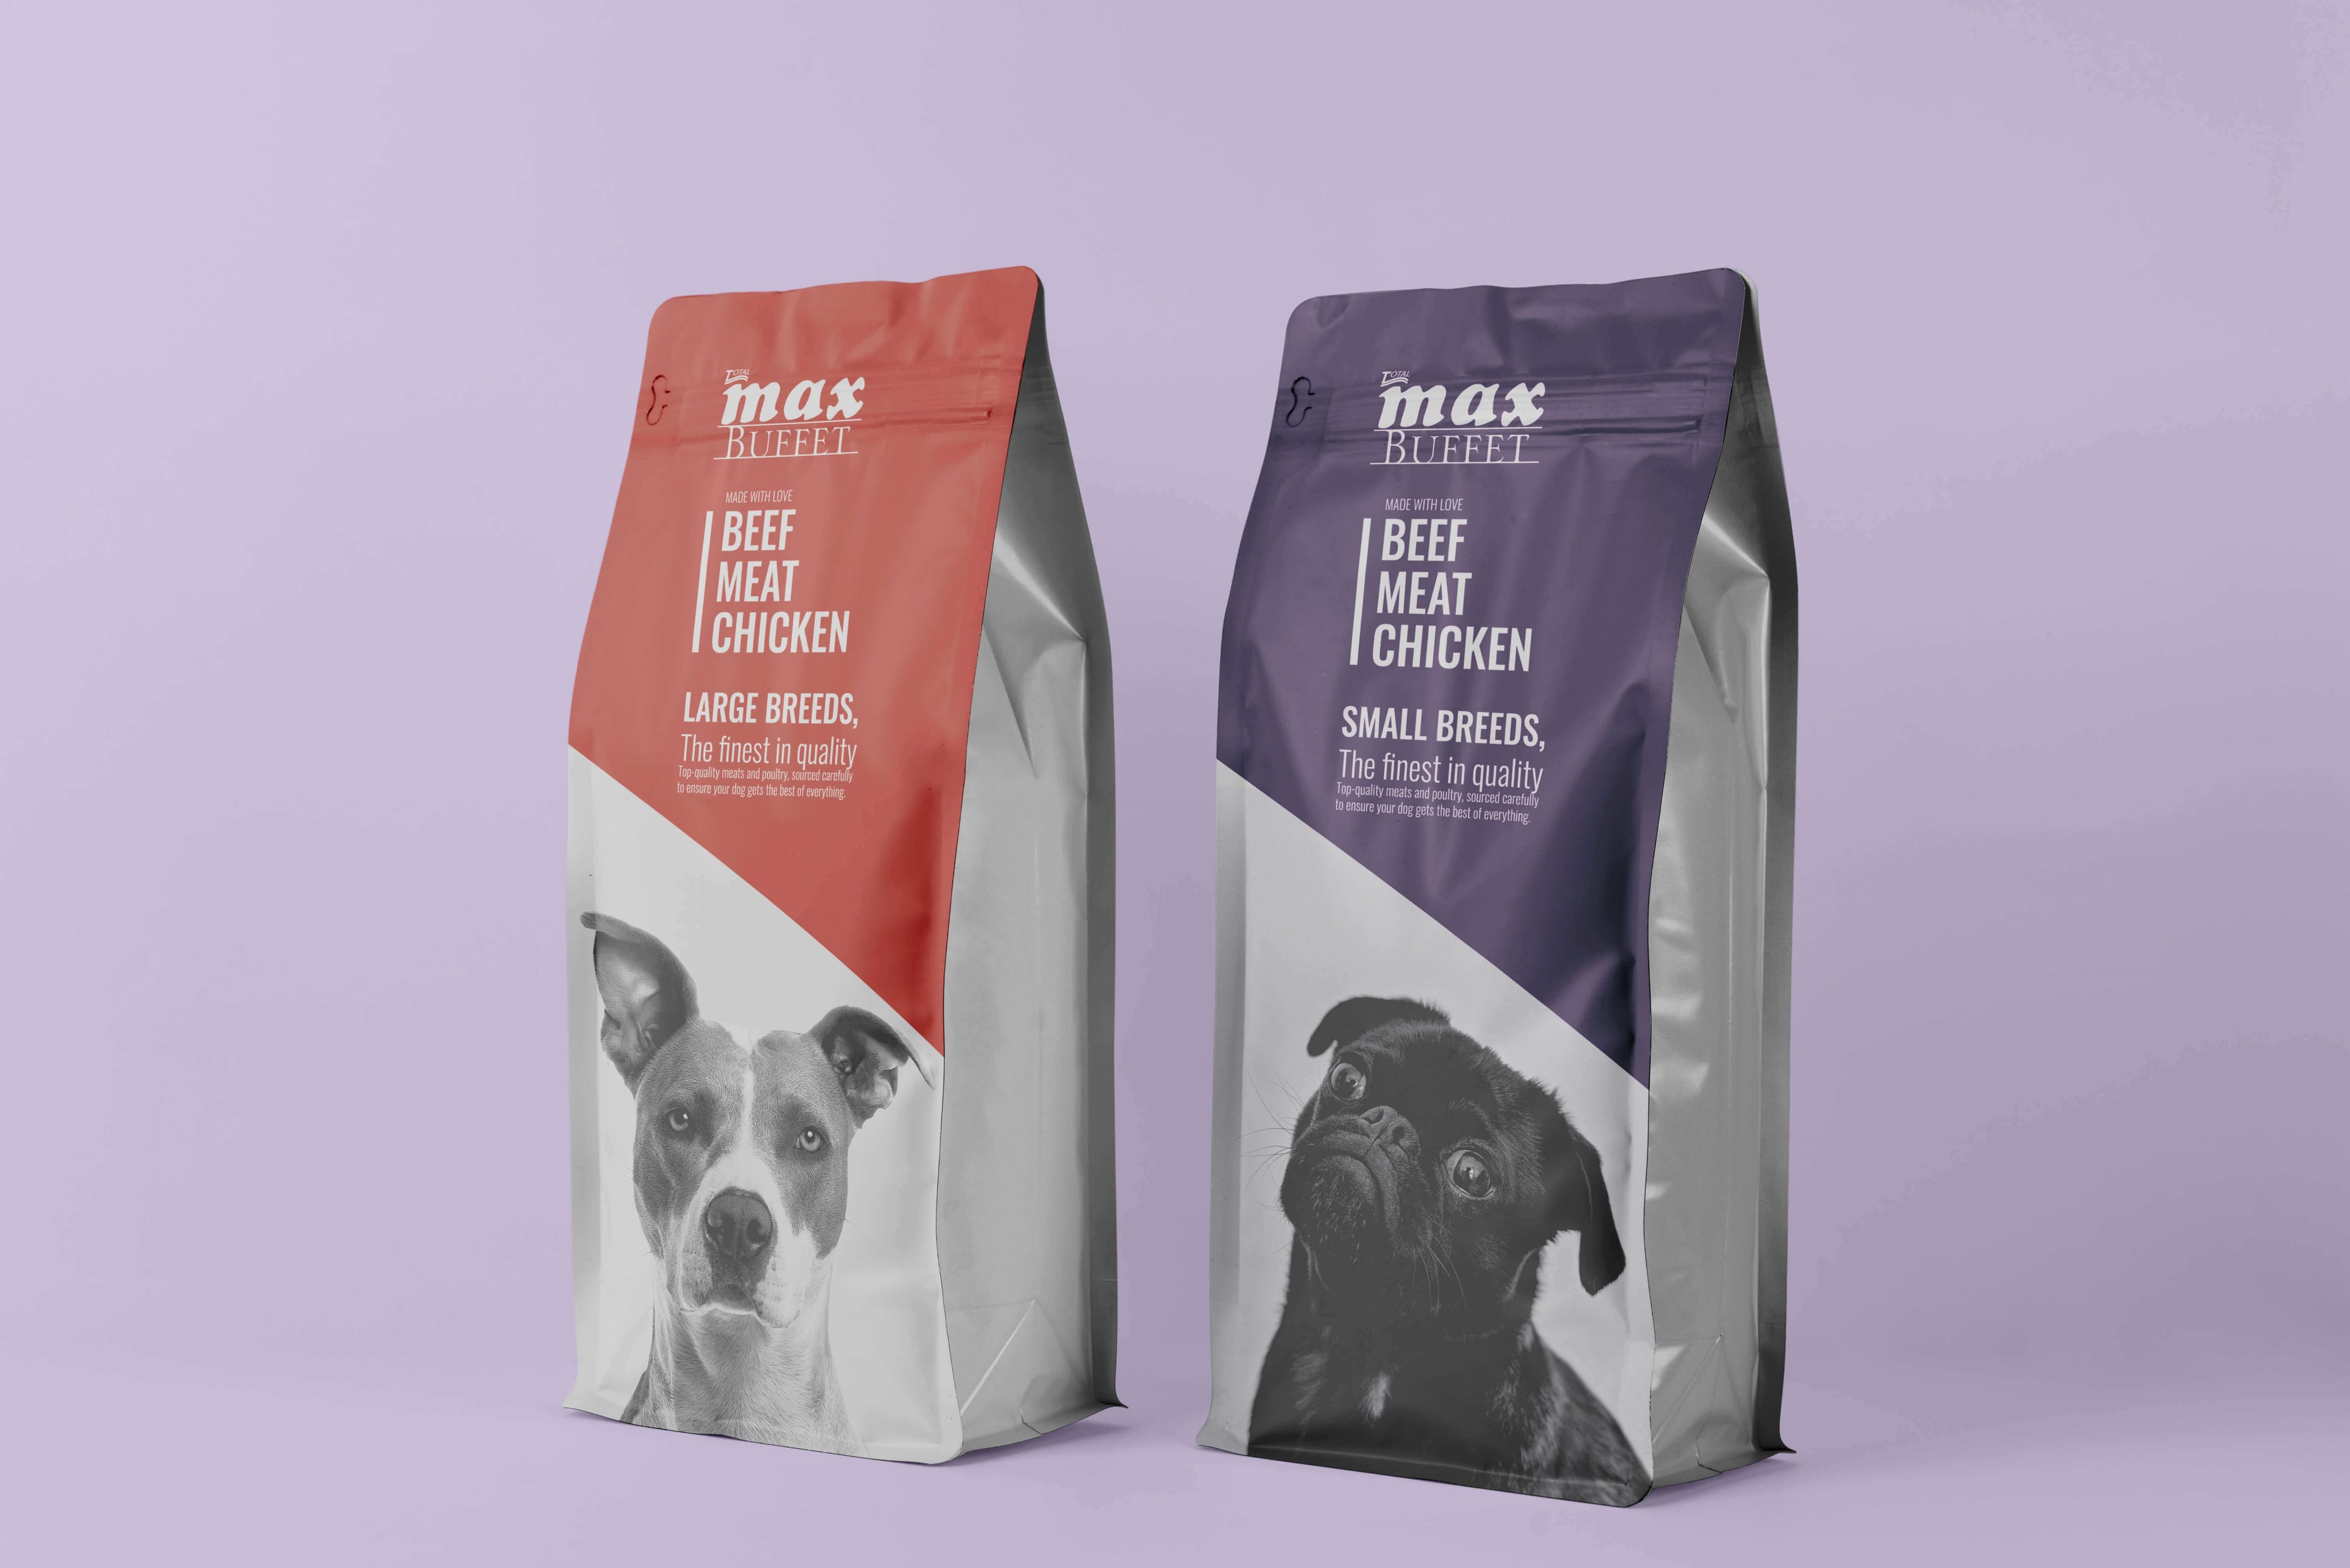 TOTAL
max
BUFFET
MADE WITH LOVE
BEEF
MEAT
CHICKEN
LARGE BREEDS,
The finest in quality
Top-quality meats and poultry, sourced carefully
to ensure your dog gets the best of everything.
TOTAL
max
BUFFET
MADE WITH LOVE
BEEF
MEAT
CHICKEN
SMALL BREEDS,
The finest in quality
Top-quality meats and poultry, sourced carefully
to ensure your dog gets the best of everything.